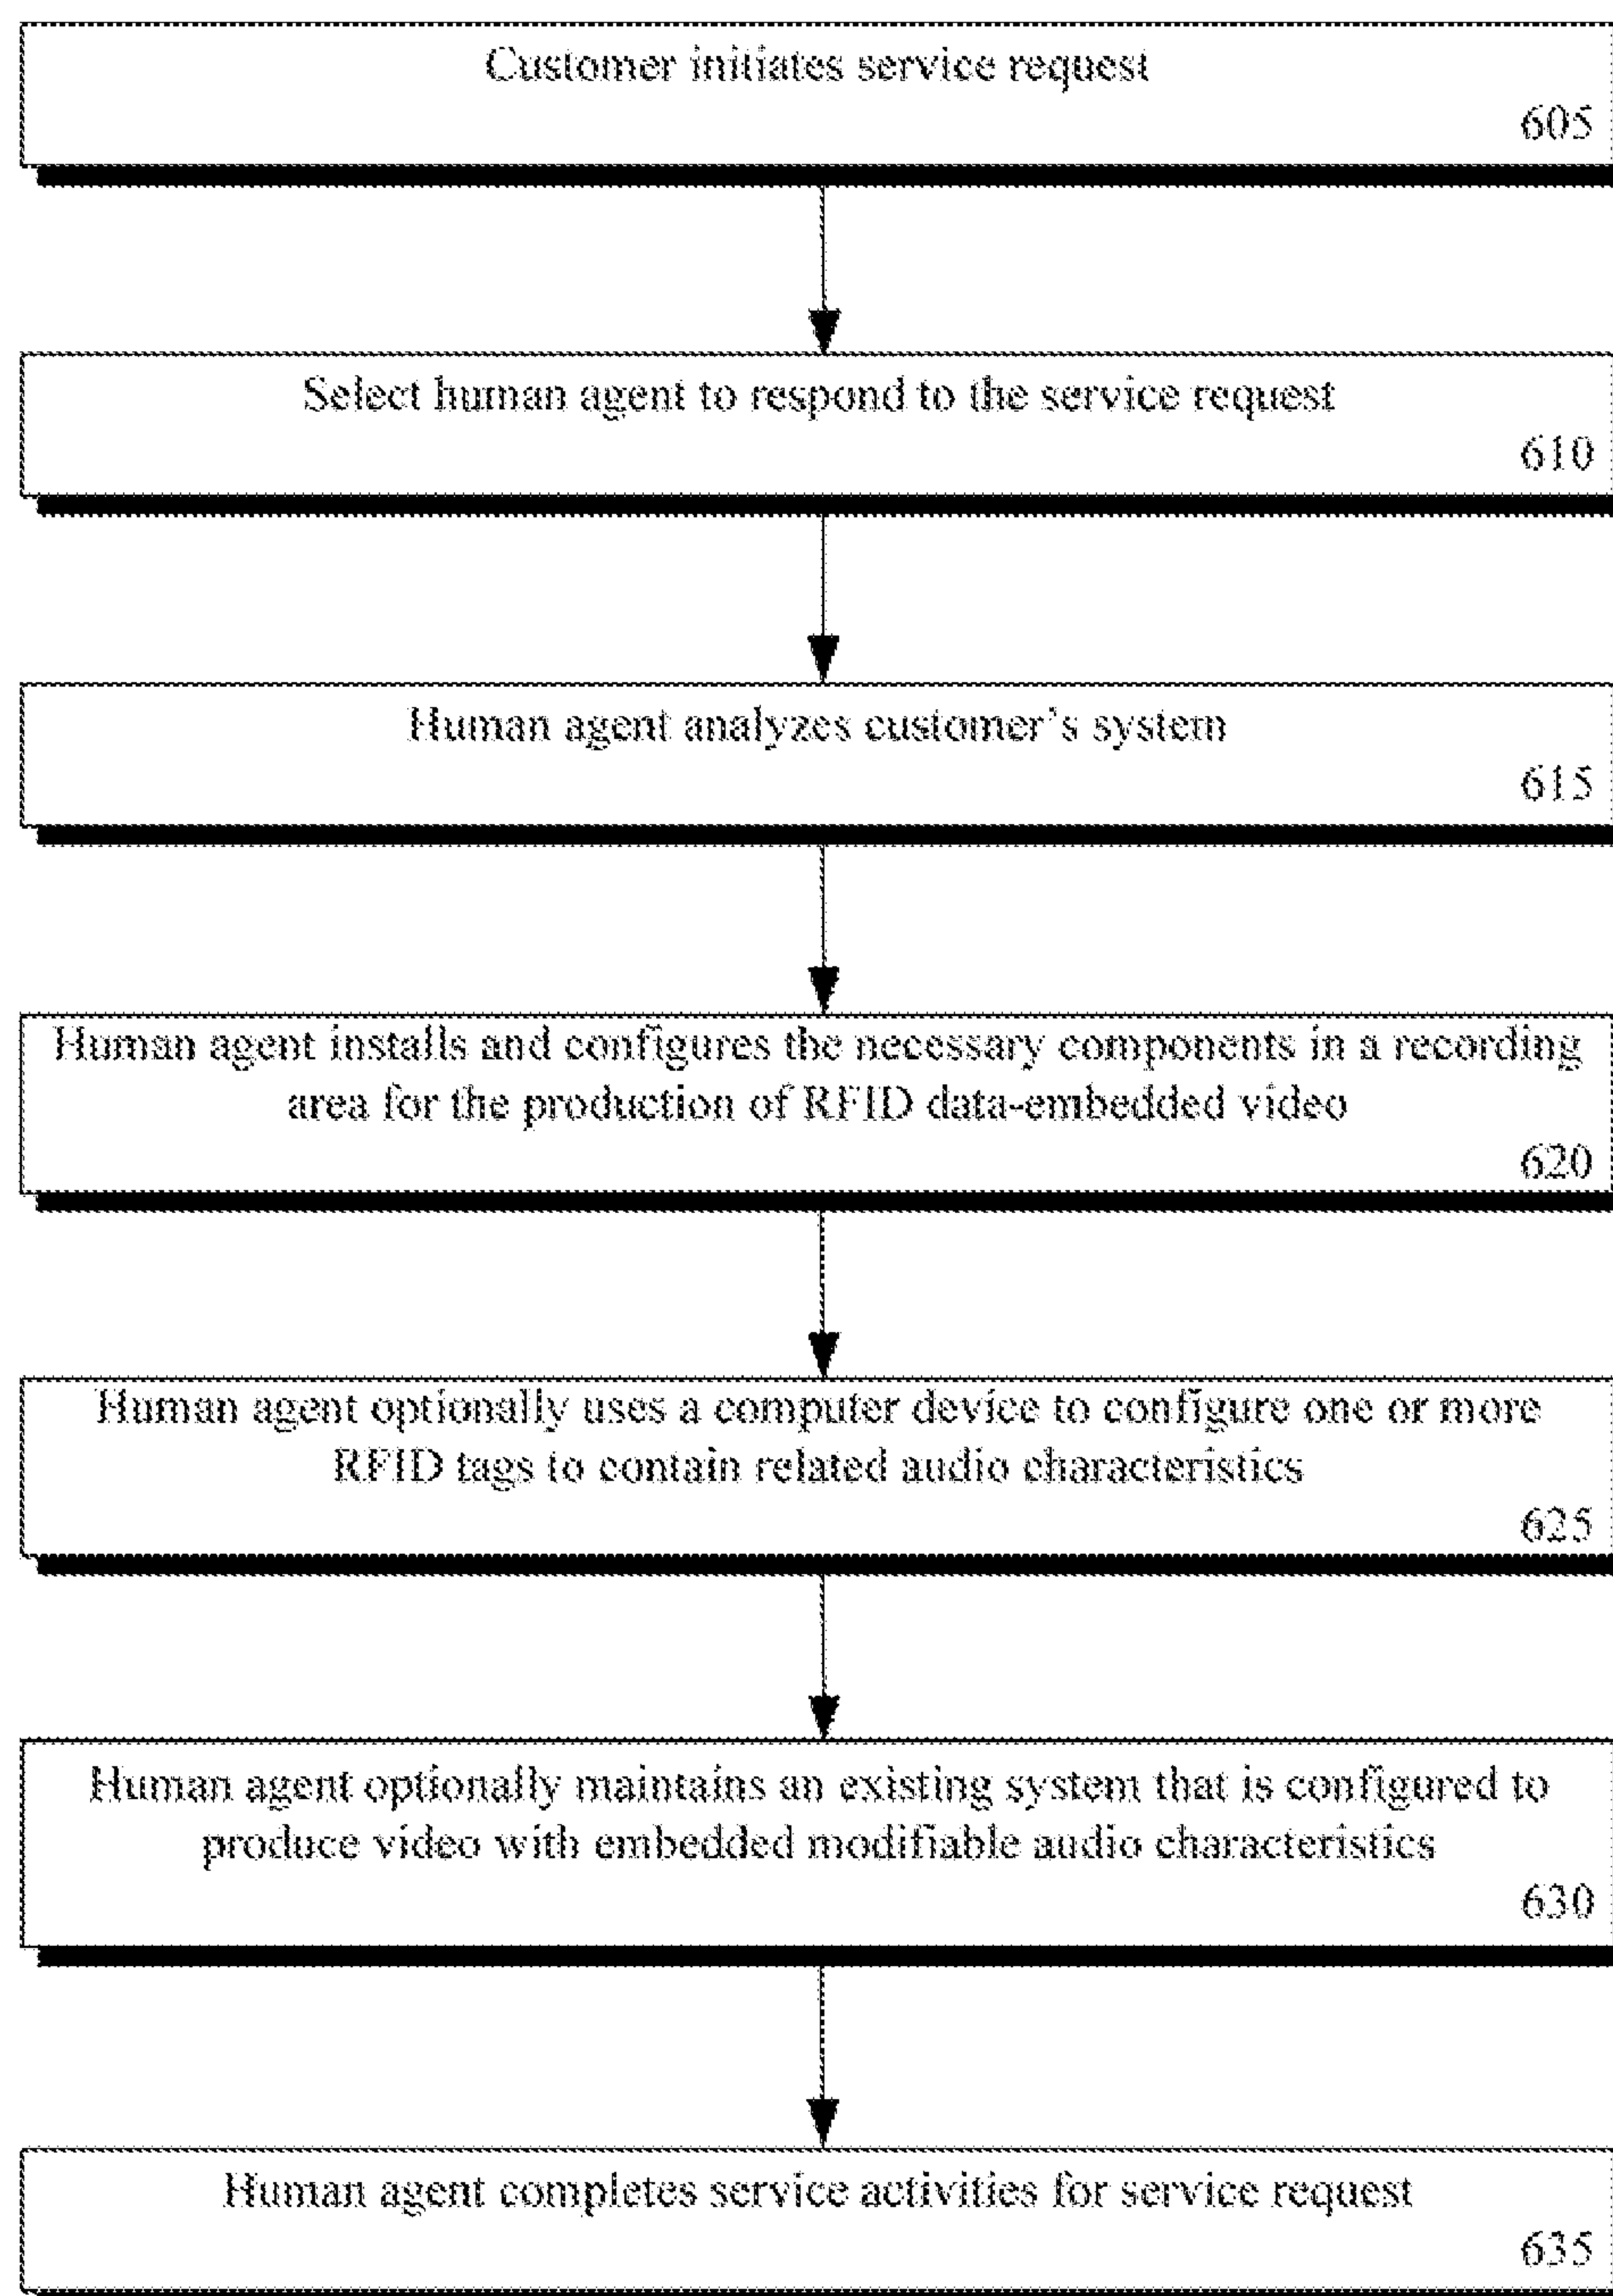 Customer initiates service request
605
Select human agent to respond to the service request
610
Human agent analyzes customer's system
615
Human agent installs and configures the necessary components in a recording
area for the production of RFID data-embedded video
620
Human agent optionally uses a computer device to configure one or more
RFID tags to contain related audio characteristics
625
Human agent optionally maintains an existing system that is configured to
produce video with embedded modifiable audio characteristics
630
Human agent completes service activities for service request
635